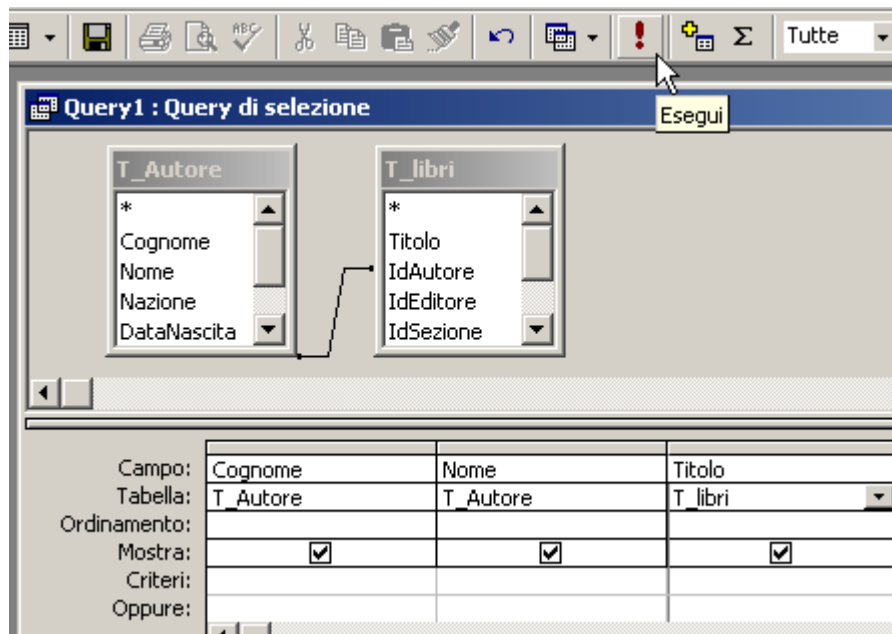 ABC Σ Tutte
Query1 : Query di selezione
Esegui
T_Autore
*
Cognome
Nome
Nazione
DataNascita
T_libri
*
Titolo
IdAutore
IdEditore
IdSezione
Campo: Cognome Nome Titolo
Tabella: T_Autore T_Autore T_libri
Ordinamento:
Mostra:
Criteri:
Oppure: